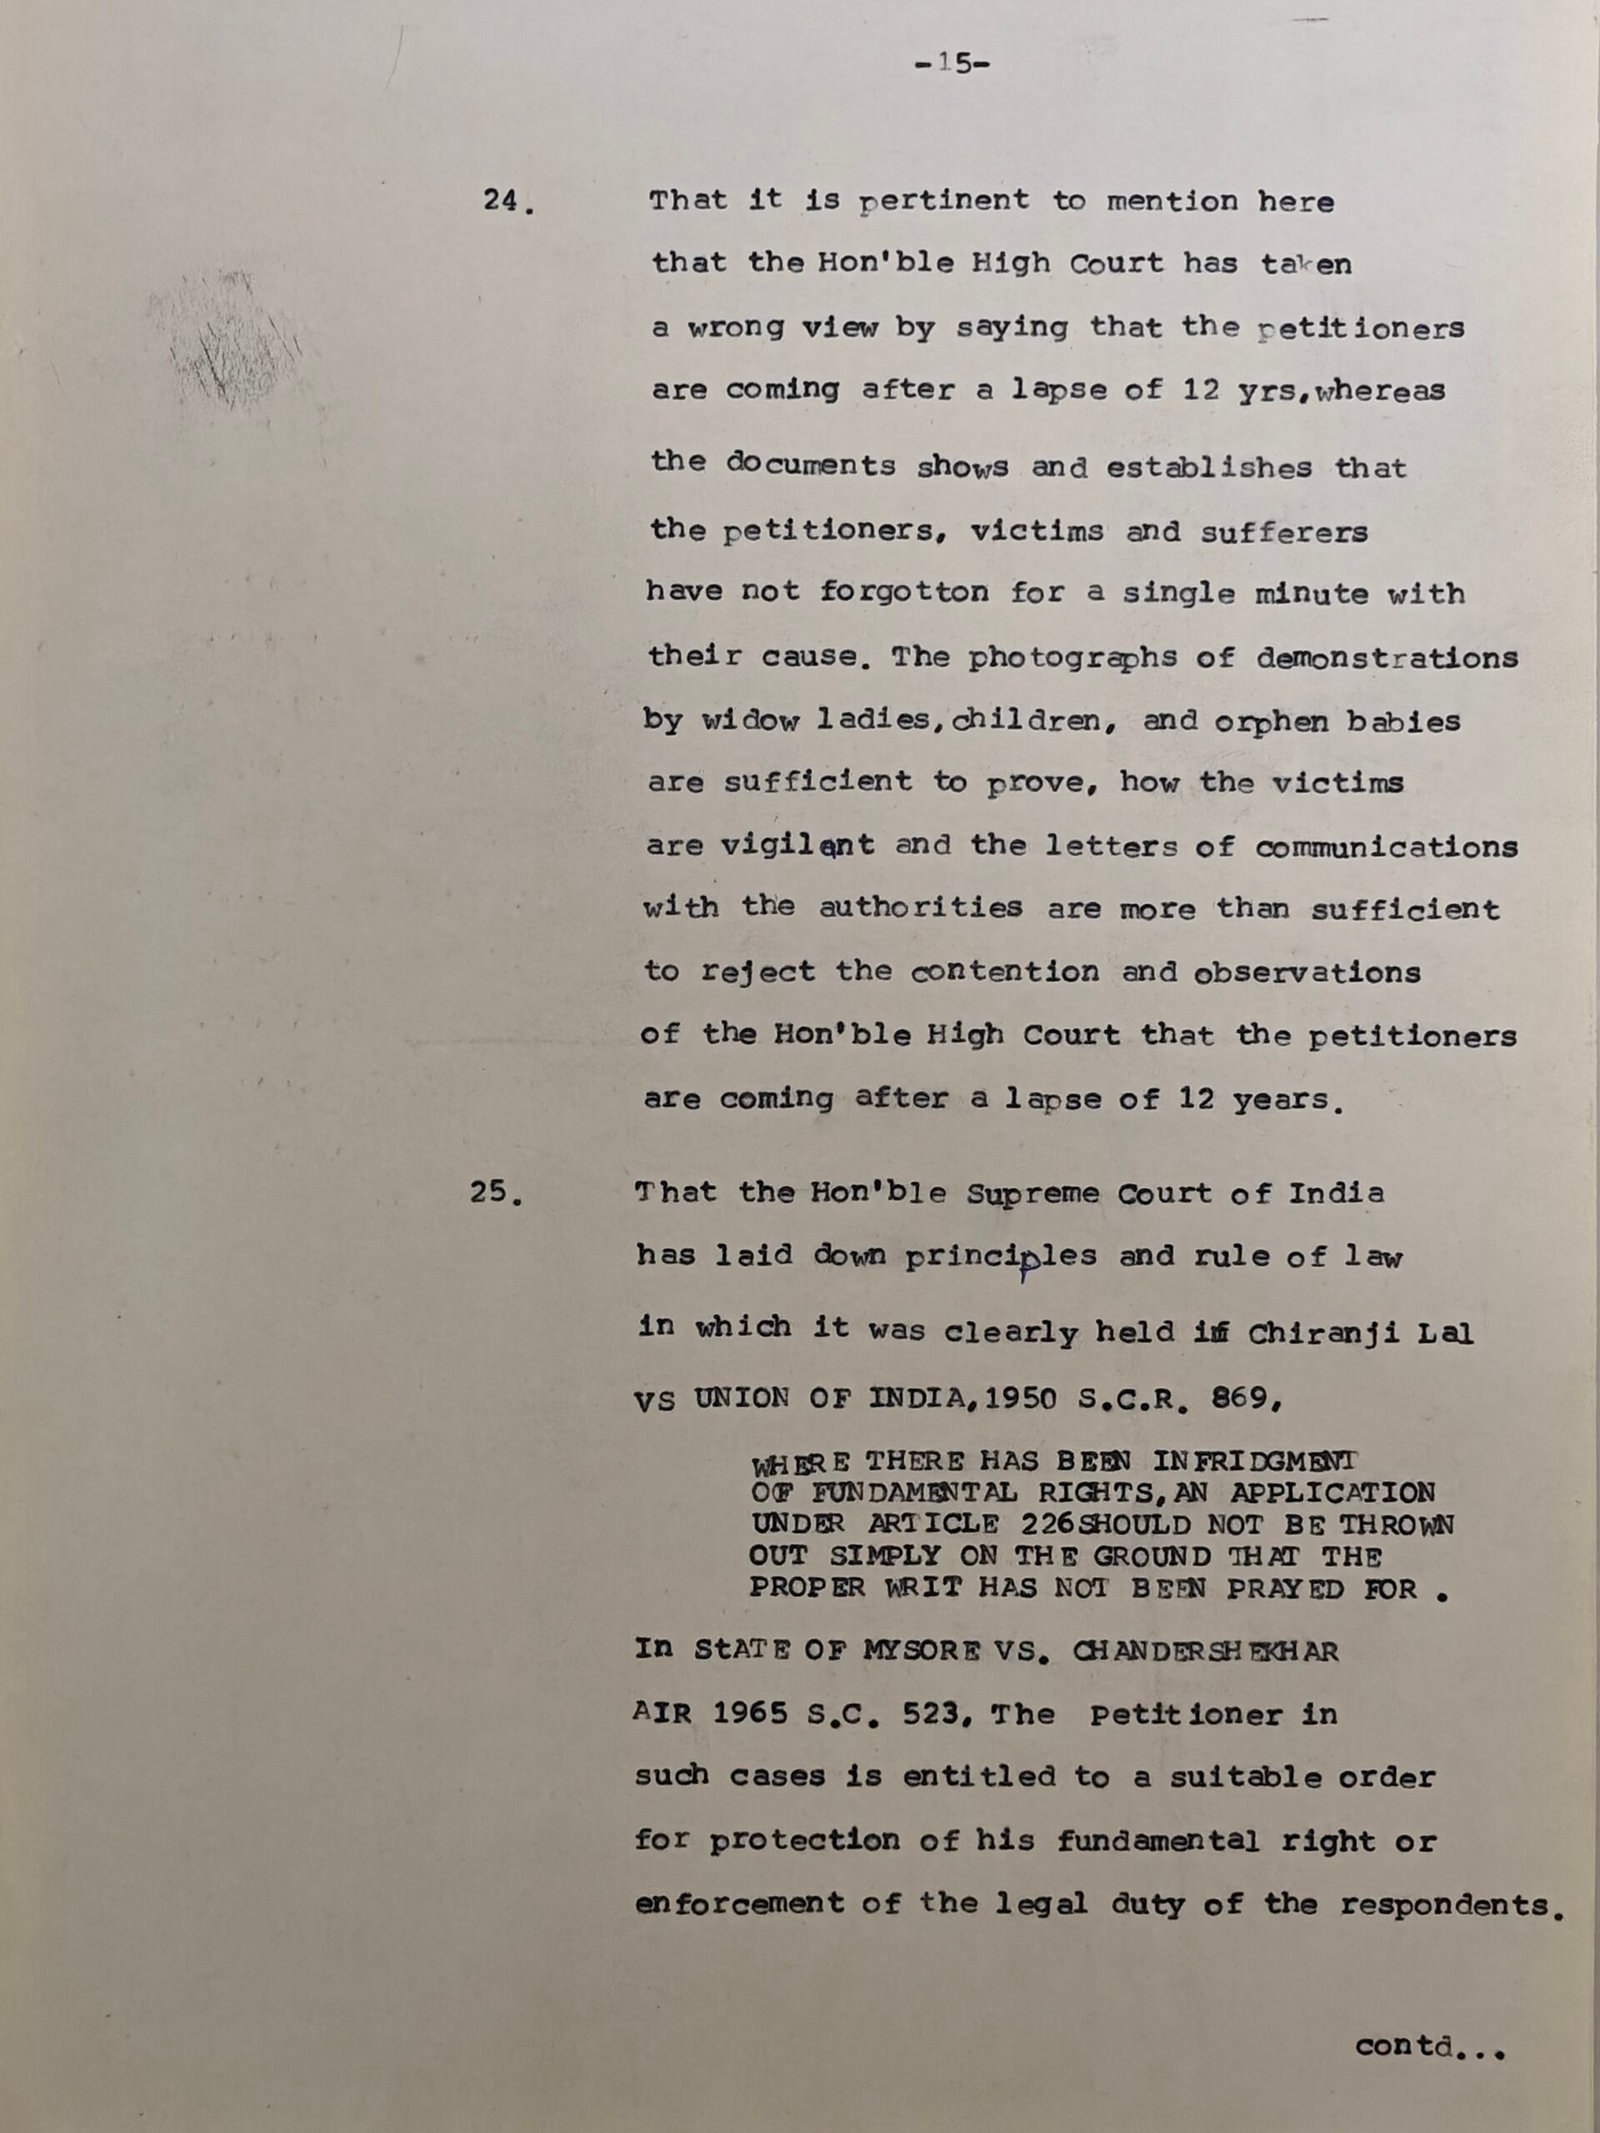 -15-
24. That it is pertinent to mention here
that the Hon'ble High Court has taken
a wrong view by saying that the petitioners
are coming after a lapse of 12 yrs,whereas
the documents shows and establishes that
the petitioners, victims and sufferers
have not forgotton for a single minute with
their cause. The photographs of demonstrations
by widow ladies,children, and orphen babies
are sufficient to prove, how the victims
are vigilant and the letters of communications
with the authorities are more than sufficient
to reject the contention and observations
of the Hon'ble High Court that the petitioners
are coming after a lapse of 12 years.
25. That the Hon'ble Supreme Court of India
has laid down principles and rule of law
in which it was clearly held in Chiranji Lal
VS UNION OF INDIA,1950 S.C.R. 869,
WHERE THERE HAS BEEN INFRIDGMENT
OF FUNDAMENTAL RIGHTS,AN APPLICATION
UNDER ARTICLE 226SHOULD NOT BE THROWN
OUT SIMPLY ON THE GROUND THAT THE
PROPER WRIT HAS NOT BEEN PRAYED FOR .
In StATE OF MYSORE VS. CHANDERSHEKHAR
AIR 1965 S.C. 523, The Petitioner in
such cases is entitled to a suitable order
for protection of his fundamental right or
enforcement of the legal duty of the respondents.
contd...